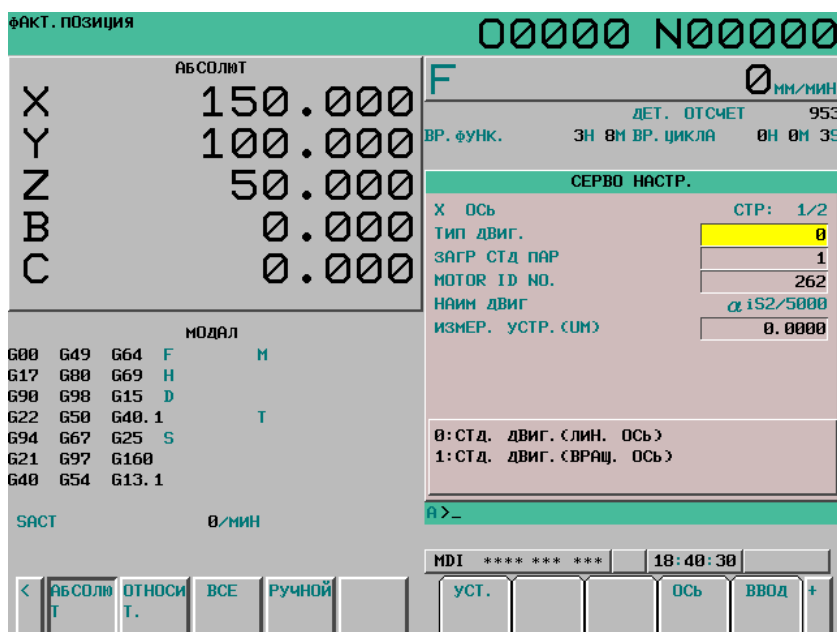 ФАКТ.ПОЗИЦИЯ
O0000 N00000
АБСОЛЮТ
X 150.000
Y 100.000
Z 50.000
B 0.000
C 0.000
F 0 ММ/МИН
ДЕТ. ОТСЧЕТ 953
ВР.ФУНК. 3H 8M ВР.ЦИКЛА 0H 0M 3S
СЕРВО НАСТР.
X ОСЬ СТР: 1/2
ТИП ДВИГ. 0
ЗАГР СТД ПАР 1
MOTOR ID NO. 262
НАИМ ДВИГ αiS2/5000
ИЗМЕР. УСТР.(UM) 0.0000
0:СТД. ДВИГ.(ЛИН. ОСЬ)
1:СТД. ДВИГ.(ВРАЩ. ОСЬ)
МОДАЛ
G00 G49 G64 F M
G17 G80 G69 H
G90 G98 G15 D
G22 G50 G40.1 T
G94 G67 G25 S
G21 G97 G160
G40 G54 G13.1
SACT 0/МИН
A>_
MDI **** *** *** 18:40:30
< АБСОЛЮ
Т ОТНОСИ
Т. ВСЕ РУЧНОЙ
УСТ. ОСЬ ВВОД +